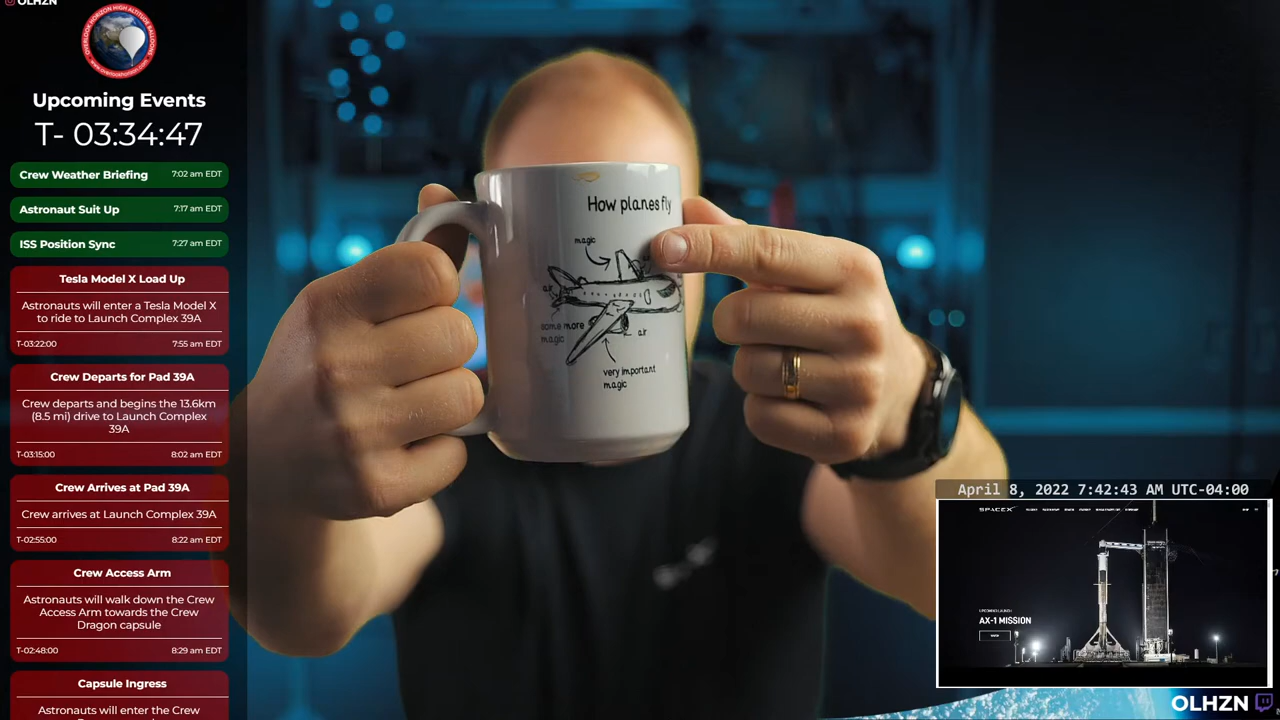 OLHZN
OVERLOOK HORIZON HIGH ALTITUDE BALLOONS
Upcoming Events
T- 03:34:47
Crew Weather Briefing 7:02 am EDT
Astronaut Suit Up 7:17 am EDT
ISS Position Sync 7:27 am EDT
Tesla Model X Load Up
Astronauts will enter a Tesla Model X
to ride to Launch Complex 39A
T-03:22:00 7:55 am EDT
Crew Departs for Pad 39A
Crew departs and begins the 13.6km
(8.5 mi) drive to Launch Complex
39A
T-03:15:00 8:02 am EDT
Crew Arrives at Pad 39A
Crew arrives at Launch Complex 39A
T-02:55:00 8:22 am EDT
Crew Access Arm
Astronauts will walk down the Crew
Access Arm towards the Crew
Dragon capsule
T-02:48:00 8:29 am EDT
Capsule Ingress
Astronauts will enter the Crew
How planes fly
magic
air
some more
magic
air
very important
magic
April 8, 2022 7:42:43 AM UTC-04:00
SPACEX
UPCOMING LAUNCH
AX-1 MISSION
OLHZN